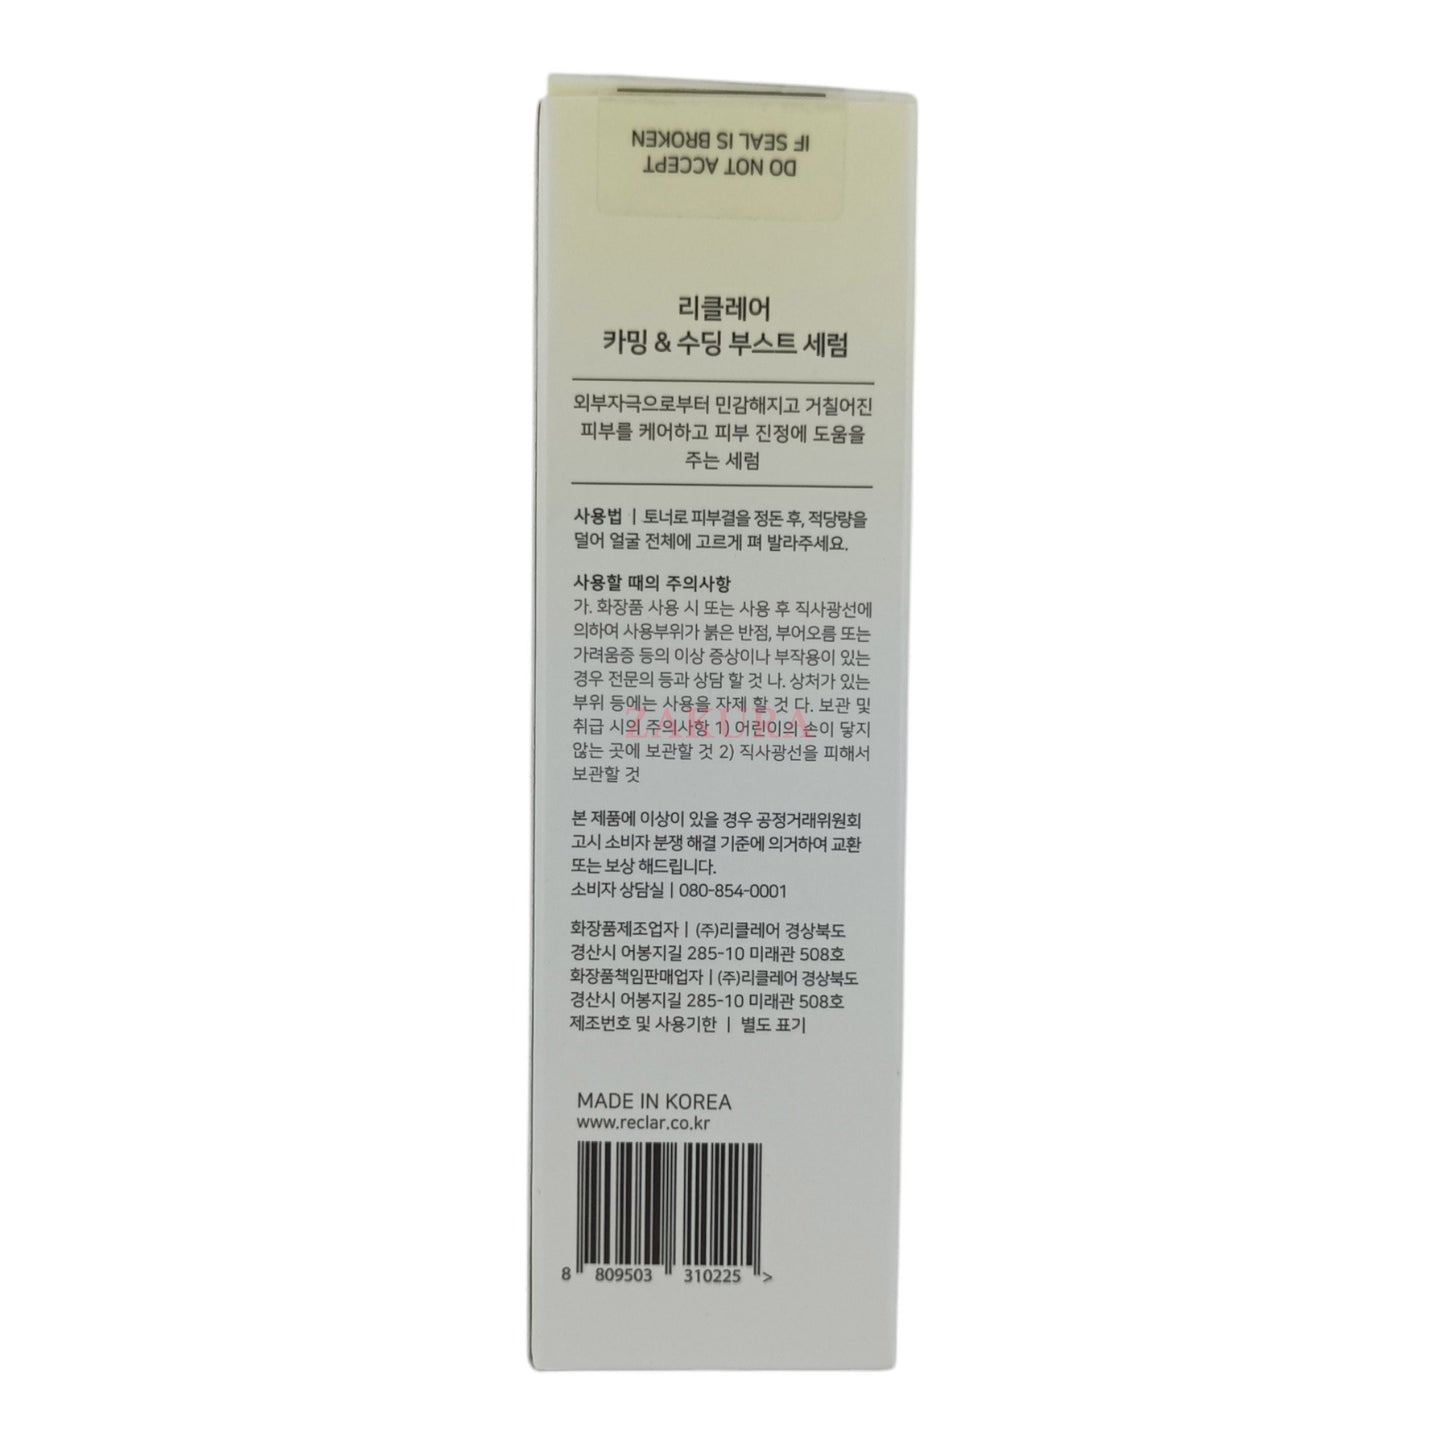 DO NOT ACCEPT
IF SEAL IS BROKEN
리클레어
카밍 & 수딩 부스트 세럼
외부자극으로부터 민감해지고 거칠어진
피부를 케어하고 피부 진정에 도움을
주는 세럼
사용법 | 토너로 피부결을 정돈 후, 적당량을
덜어 얼굴 전체에 고르게 펴 발라주세요.
사용할 때의 주의사항
가. 화장품 사용 시 또는 사용 후 직사광선에
의하여 사용부위가 붉은 반점, 부어오름 또는
가려움증 등의 이상 증상이나 부작용이 있는
경우 전문의 등과 상담 할 것 나. 상처가 있는
부위 등에는 사용을 자제 할 것 다. 보관 및
취급 시의 주의사항 1) 어린이의 손이 닿지
않는 곳에 보관할 것 2) 직사광선을 피해서
보관할 것
ZAKURA
본 제품에 이상이 있을 경우 공정거래위원회
고시 소비자 분쟁 해결 기준에 의거하여 교환
또는 보상 해드립니다.
소비자 상담실 | 080-854-0001
화장품제조업자 | (주)리클레어 경상북도
경산시 어봉지길 285-10 미래관 508호
화장품책임판매업자 | (주)리클레어 경상북도
경산시 어봉지길 285-10 미래관 508호
제조번호 및 사용기한 | 별도 표기
MADE IN KOREA
www.reclar.co.kr
8 809503 310225 >